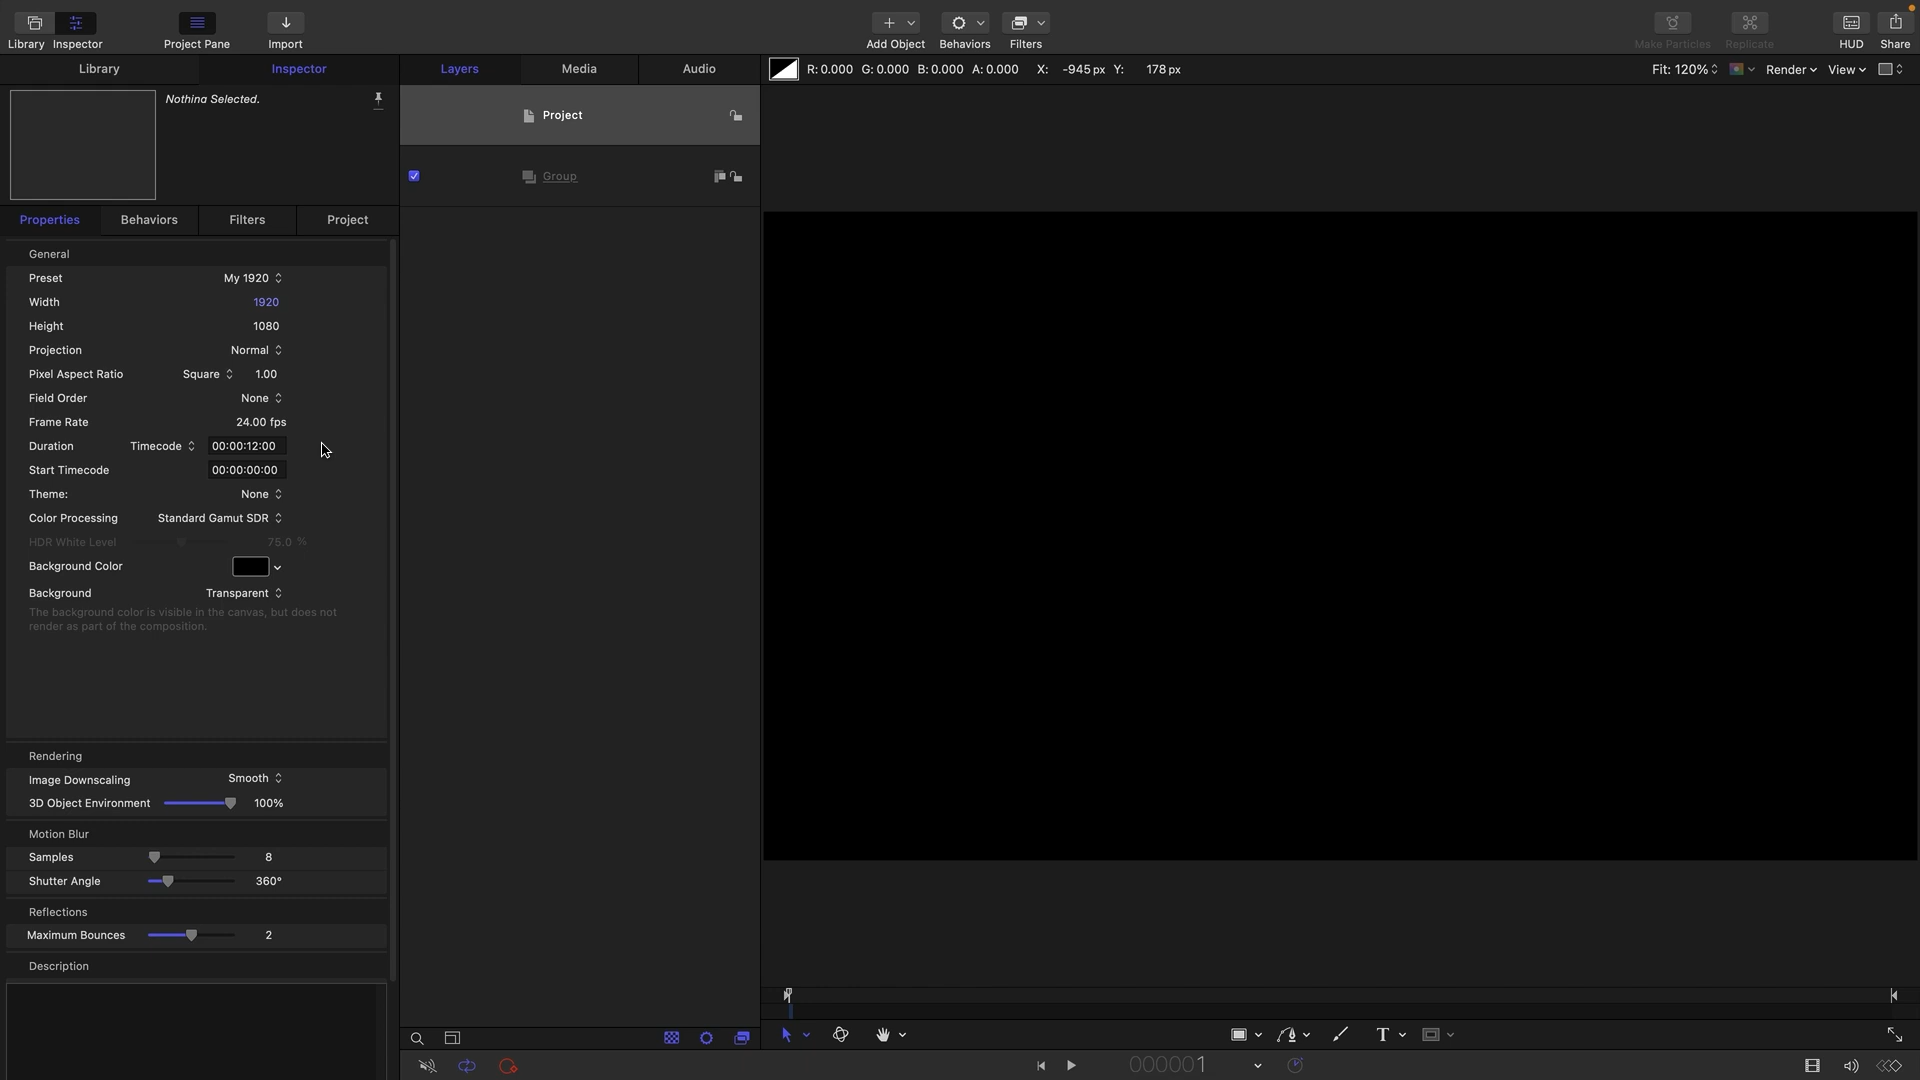 Library Inspector Project Pane Import Add Object Behaviors Filters Make Particles Replicate HUD Share
Library Inspector Layers Media Audio R: 0.000 G: 0.000 B: 0.000 A: 0.000 X: -945 px Y: 178 px Fit: 120% Render View
Nothing Selected.
Project
Group
Properties Behaviors Filters Project
General
Preset My 1920
Width 1920
Height 1080
Projection Normal
Pixel Aspect Ratio Square 1.00
Field Order None
Frame Rate 24.00 fps
Duration Timecode 00:00:12:00
Start Timecode 00:00:00:00
Theme: None
Color Processing Standard Gamut SDR
HDR White Level 75.0 %
Background Color
Background Transparent
The background color is visible in the canvas, but does not
render as part of the composition.
Rendering
Image Downscaling Smooth
3D Object Environment 100%
Motion Blur
Samples 8
Shutter Angle 360°
Reflections
Maximum Bounces 2
Description
T
000001